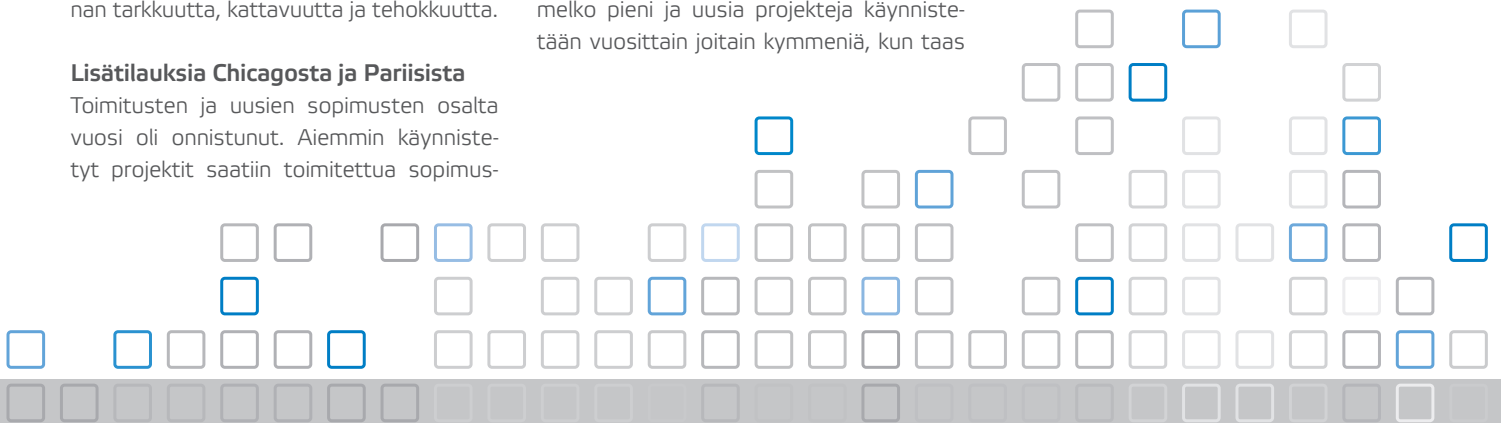 nan tarkkuutta, kattavuutta ja tehokkuutta.
Lisätilauksia Chicagosta ja Pariisista
Toimitusten ja uusien sopimusten osalta
vuosi oli onnistunut. Aiemmin käynniste-
tyt projektit saatiin toimitettua sopimus-
melko pieni ja uusia projekteja käynniste-
tään vuosittain joitain kymmeniä, kun taas